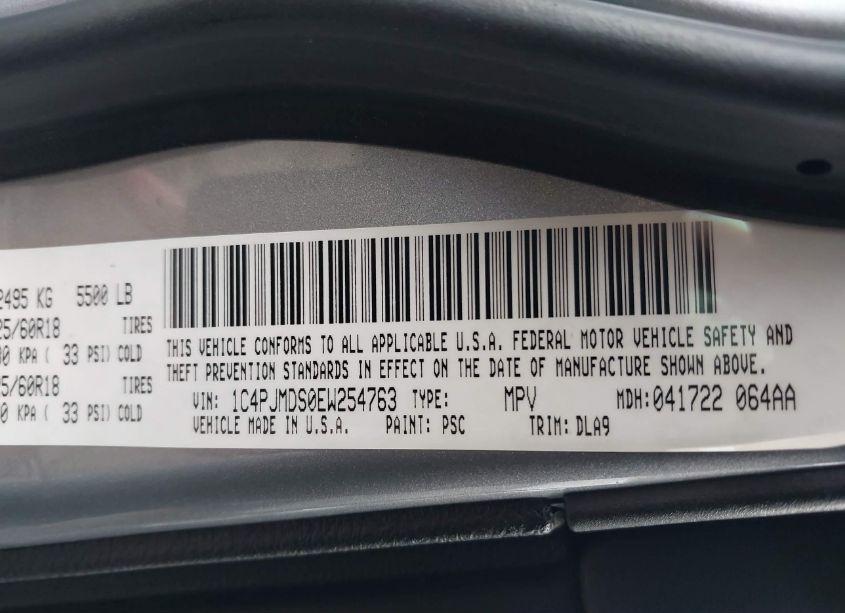 2495 KG 5500 LB
25/60R18 TIRES
KPA ( 33 PSI) COLD
5/60R18 TIRES
0 KPA ( 33 PSI) COLD
THIS VEHICLE CONFORMS TO ALL APPLICABLE U.S.A. FEDERAL MOTOR VEHICLE SAFETY AND
THEFT PREVENTION STANDARDS IN EFFECT ON THE DATE OF MANUFACTURE SHOWN ABOVE.
VIN: 1C4PJMDS0EW254763 TYPE: MPV MDH:041722 064AA
VEHICLE MADE IN U.S.A. PAINT: PSC TRIM: DLA9